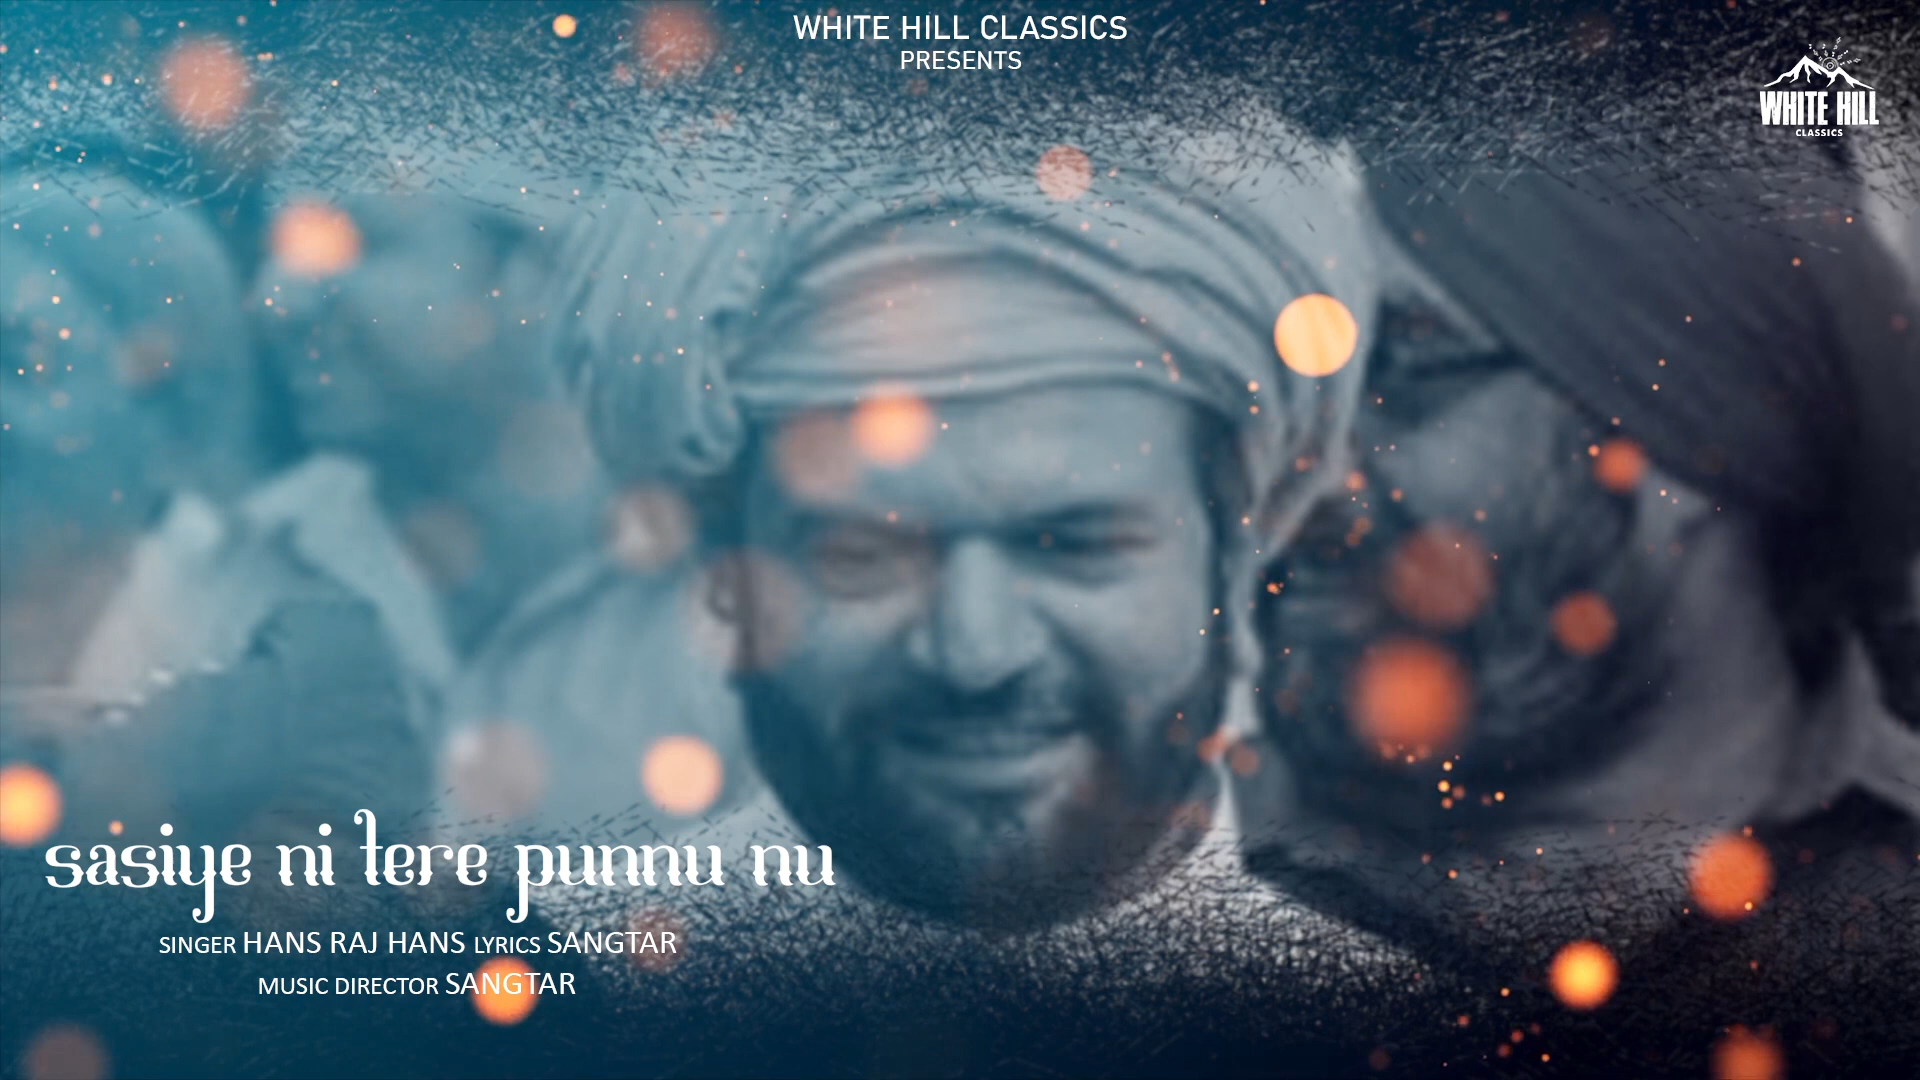 WHITE HILL CLASSICS
PRESENTS
WHITE HILL
CLASSICS
sasiye ni tere punnu nu
SINGER HANS RAJ HANS LYRICS SANGTAR
MUSIC DIRECTOR SANGTAR